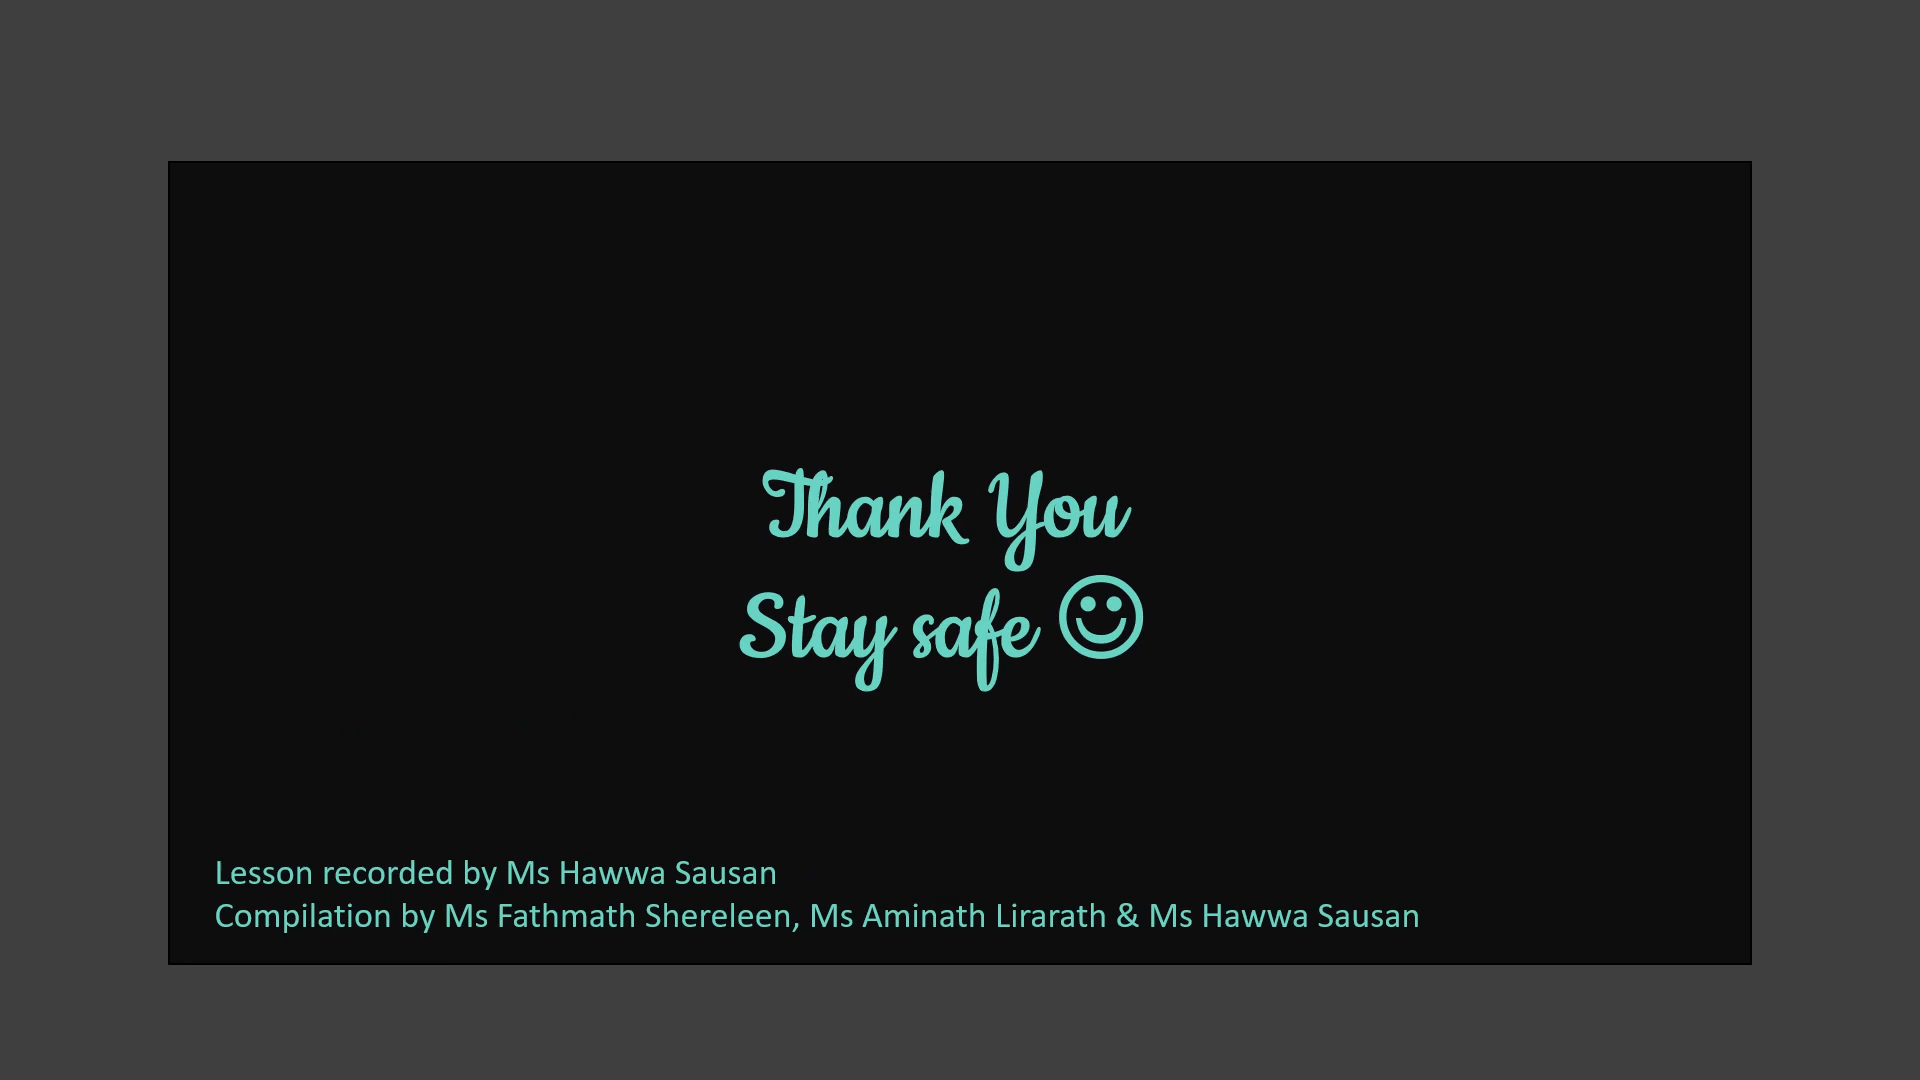 Thank You
Stay safe ☺
Lesson recorded by Ms Hawwa Sausan
Compilation by Ms Fathmath Shereleen, Ms Aminath Lirarath & Ms Hawwa Sausan